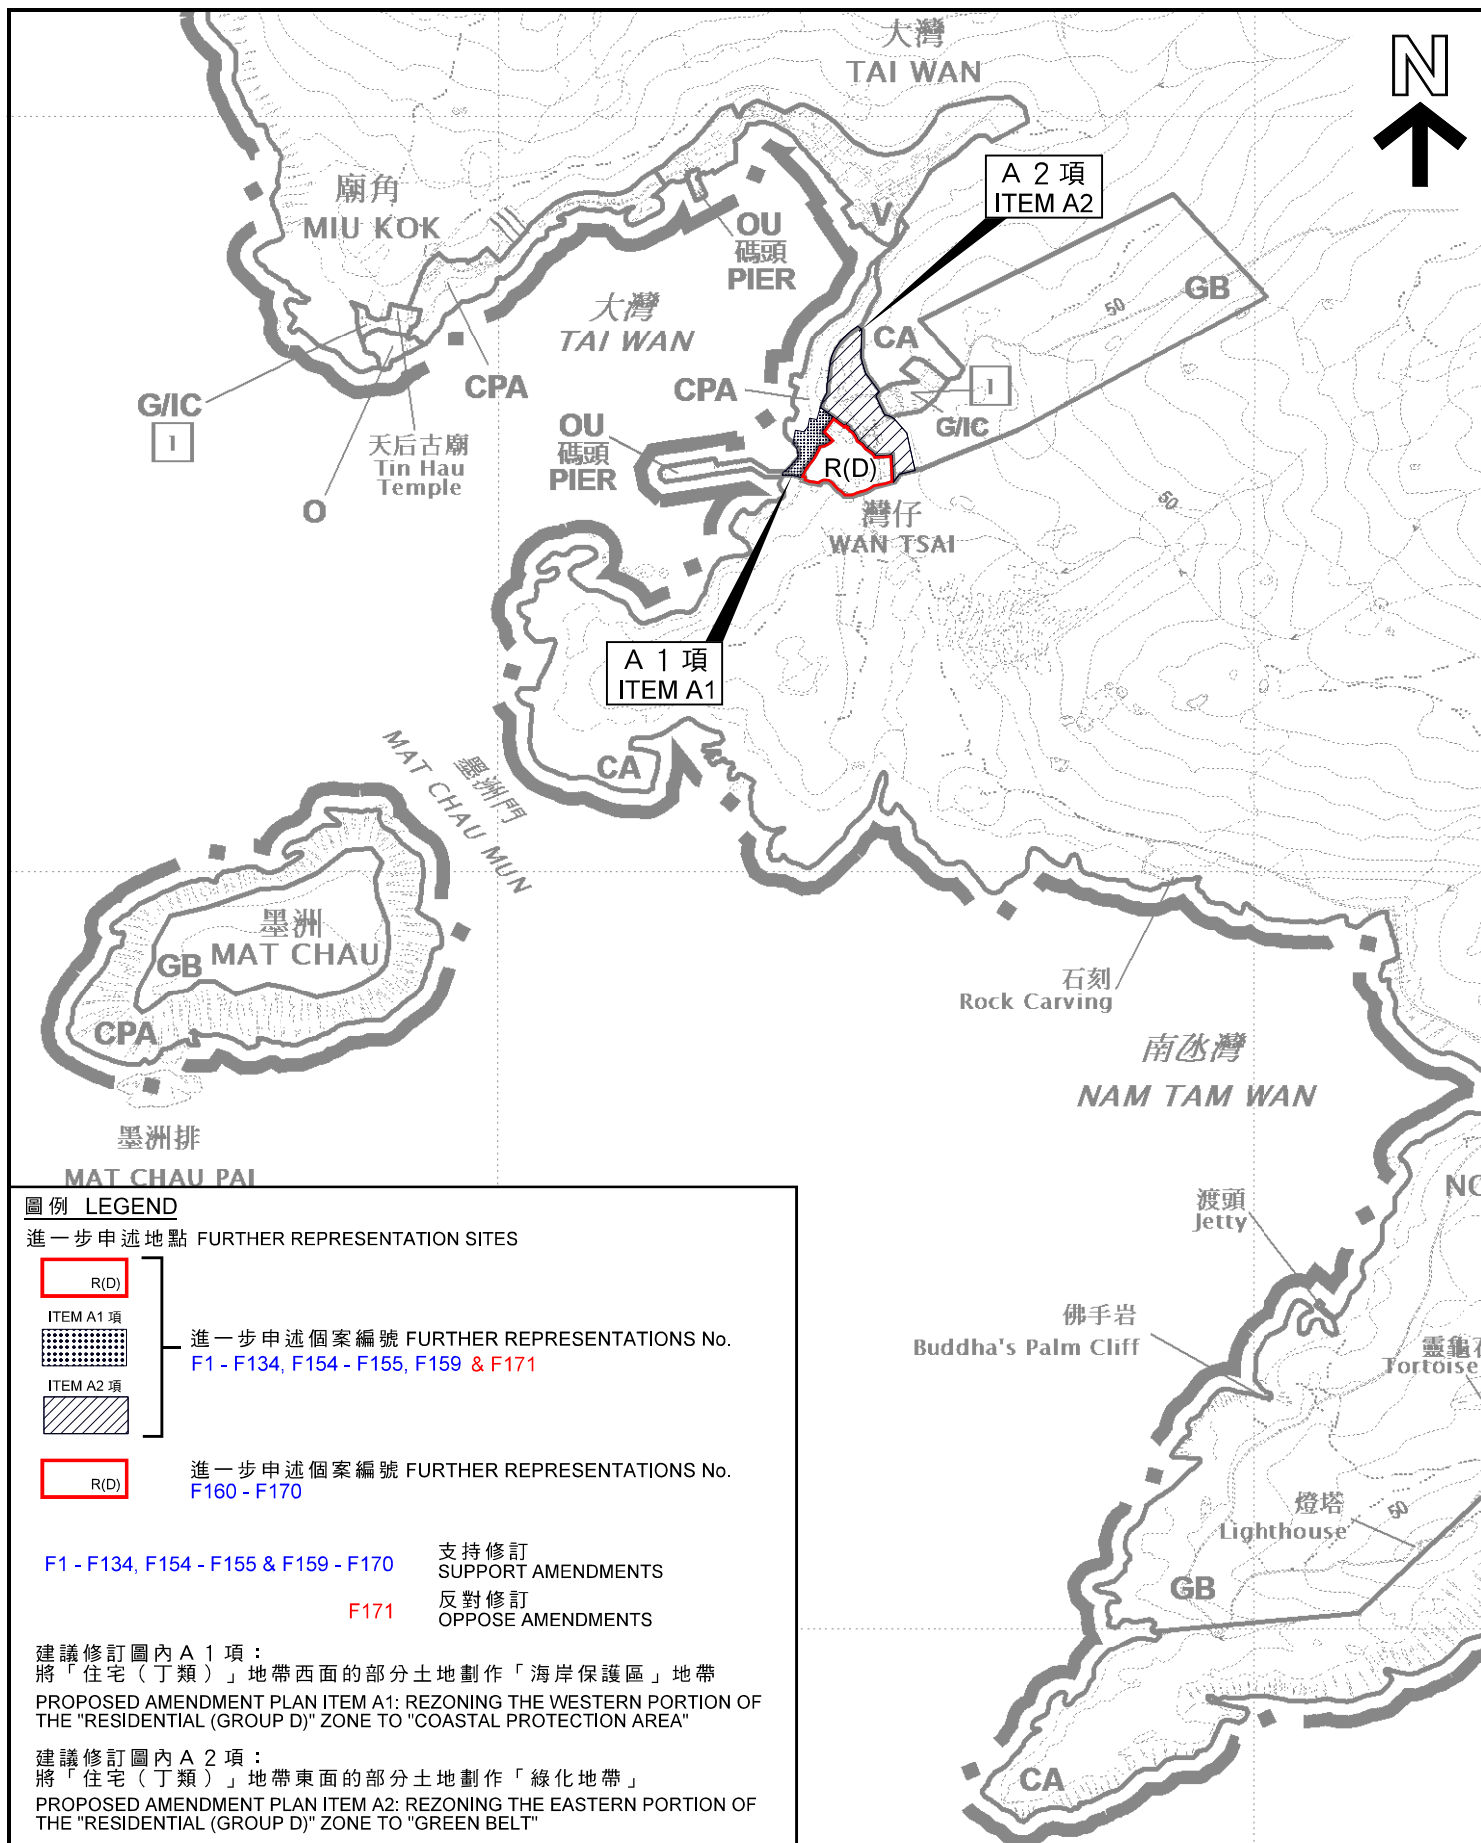 大灣
TAI WAN
N
A 2 項
ITEM A2
廟角
MIU KOK
OU
碼頭
PIER
V
GB
50
大灣
TAI WAN
CA
CPA
CPA
1
G/IC
G/IC
1
天后古廟
Tin Hau
Temple
O
OU
碼頭
PIER
R(D)
50
灣仔
WAN TSAI
A 1 項
ITEM A1
CA
墨洲門
MAT CHAU MUN
墨洲
MAT CHAU
GB
CPA
石刻
Rock Carving
南氹灣
NAM TAM WAN
墨洲排
MAT CHAU PAI
渡頭
Jetty
佛手岩
Buddha's Palm Cliff
靈龜
Tortoise
燈塔
Lighthouse
50
GB
CA
圖例 LEGEND
進一步申述地點 FURTHER REPRESENTATION SITES
R(D)
ITEM A1 項
進一步申述個案編號 FURTHER REPRESENTATIONS No.
F1 - F134, F154 - F155, F159 & F171
ITEM A2 項
進一步申述個案編號 FURTHER REPRESENTATIONS No.
R(D)
F160 - F170
F1 - F134, F154 - F155 & F159 - F170
支持修訂
SUPPORT AMENDMENTS
F171
反對修訂
OPPOSE AMENDMENTS
建議修訂圖內A 1 項：
將「住宅（丁類）」地帶西面的部分土地劃作「海岸保護區」地帶
PROPOSED AMENDMENT PLAN ITEM A1: REZONING THE WESTERN PORTION OF
THE "RESIDENTIAL (GROUP D)" ZONE TO "COASTAL PROTECTION AREA"
建議修訂圖內A 2 項：
將「住宅（丁類）」地帶東面的部分土地劃作「綠化地帶」
PROPOSED AMENDMENT PLAN ITEM A2: REZONING THE EASTERN PORTION OF
THE "RESIDENTIAL (GROUP D)" ZONE TO "GREEN BELT"